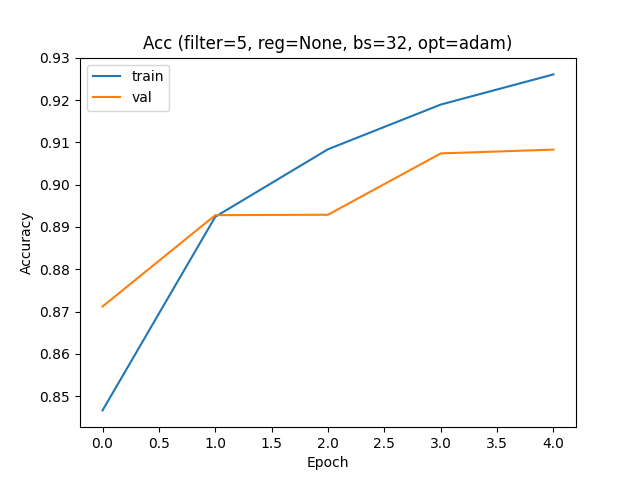 Acc (filter=5, reg=None, bs=32, opt=adam)
train
val
Accuracy
0.93
0.92
0.91
0.90
0.89
0.88
0.87
0.86
0.85
0.0 0.5 1.0 1.5 2.0 2.5 3.0 3.5 4.0
Epoch